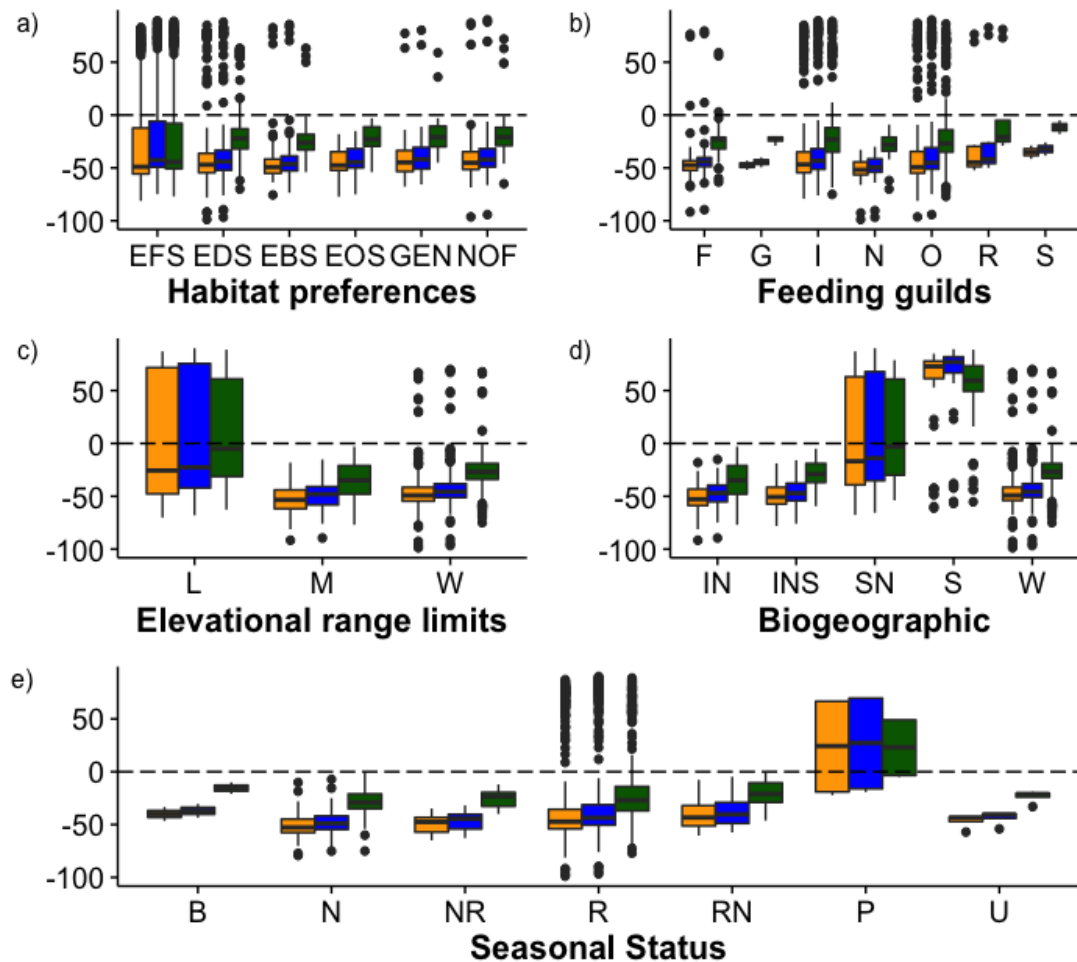 a)
50
0
-50
-100
EFS EDS EBS EOS GEN NOF
Habitat preferences
b)
50
0
-50
-100
F G I N O R S
Feeding guilds
c)
50
0
-50
-100
L M W
Elevational range limits
d)
50
0
-50
-100
IN INS SN S W
Biogeographic
e)
50
0
-50
-100
B N NR R RN P U
Seasonal Status